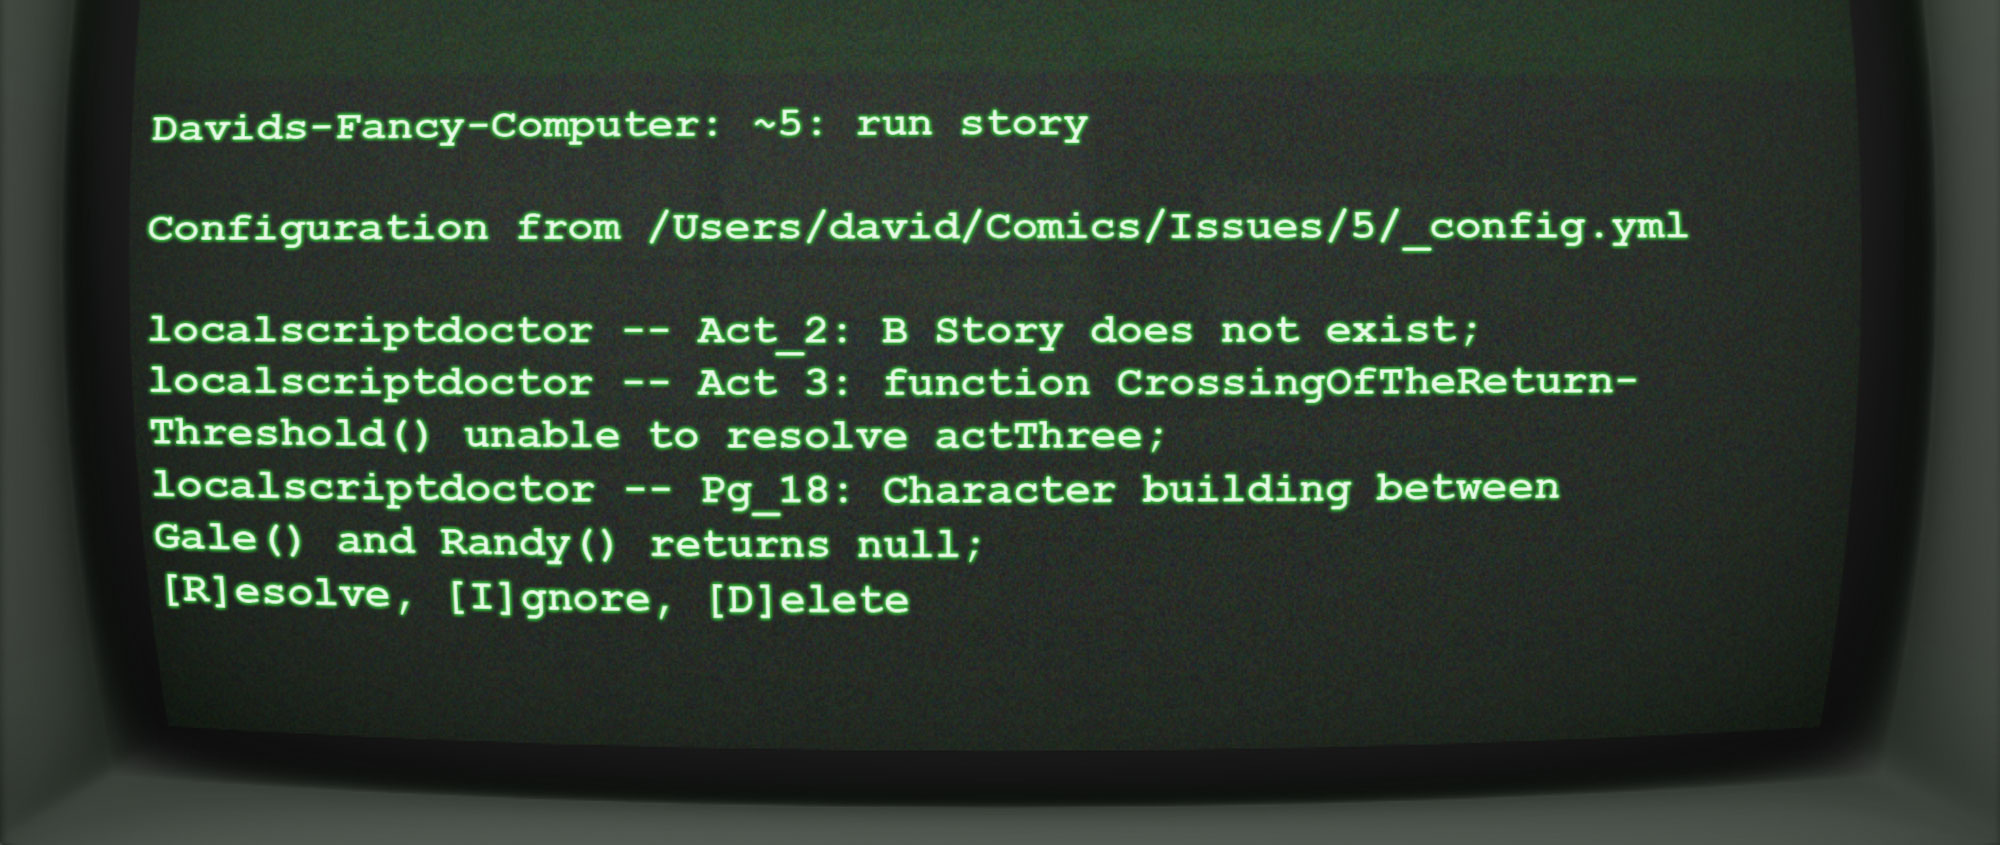 Davids-Fancy-Computer: ~5: run story
Configuration from /Users/david/Comics/Issues/5/_config.yml
localscriptdoctor -- Act_2: B Story does not exist;
localscriptdoctor -- Act 3: function CrossingOfTheReturn-
Threshold() unable to resolve actThree;
localscriptdoctor -- Pg_18: Character building between
Gale() and Randy() returns null;
[R]esolve, [I]gnore, [D]elete